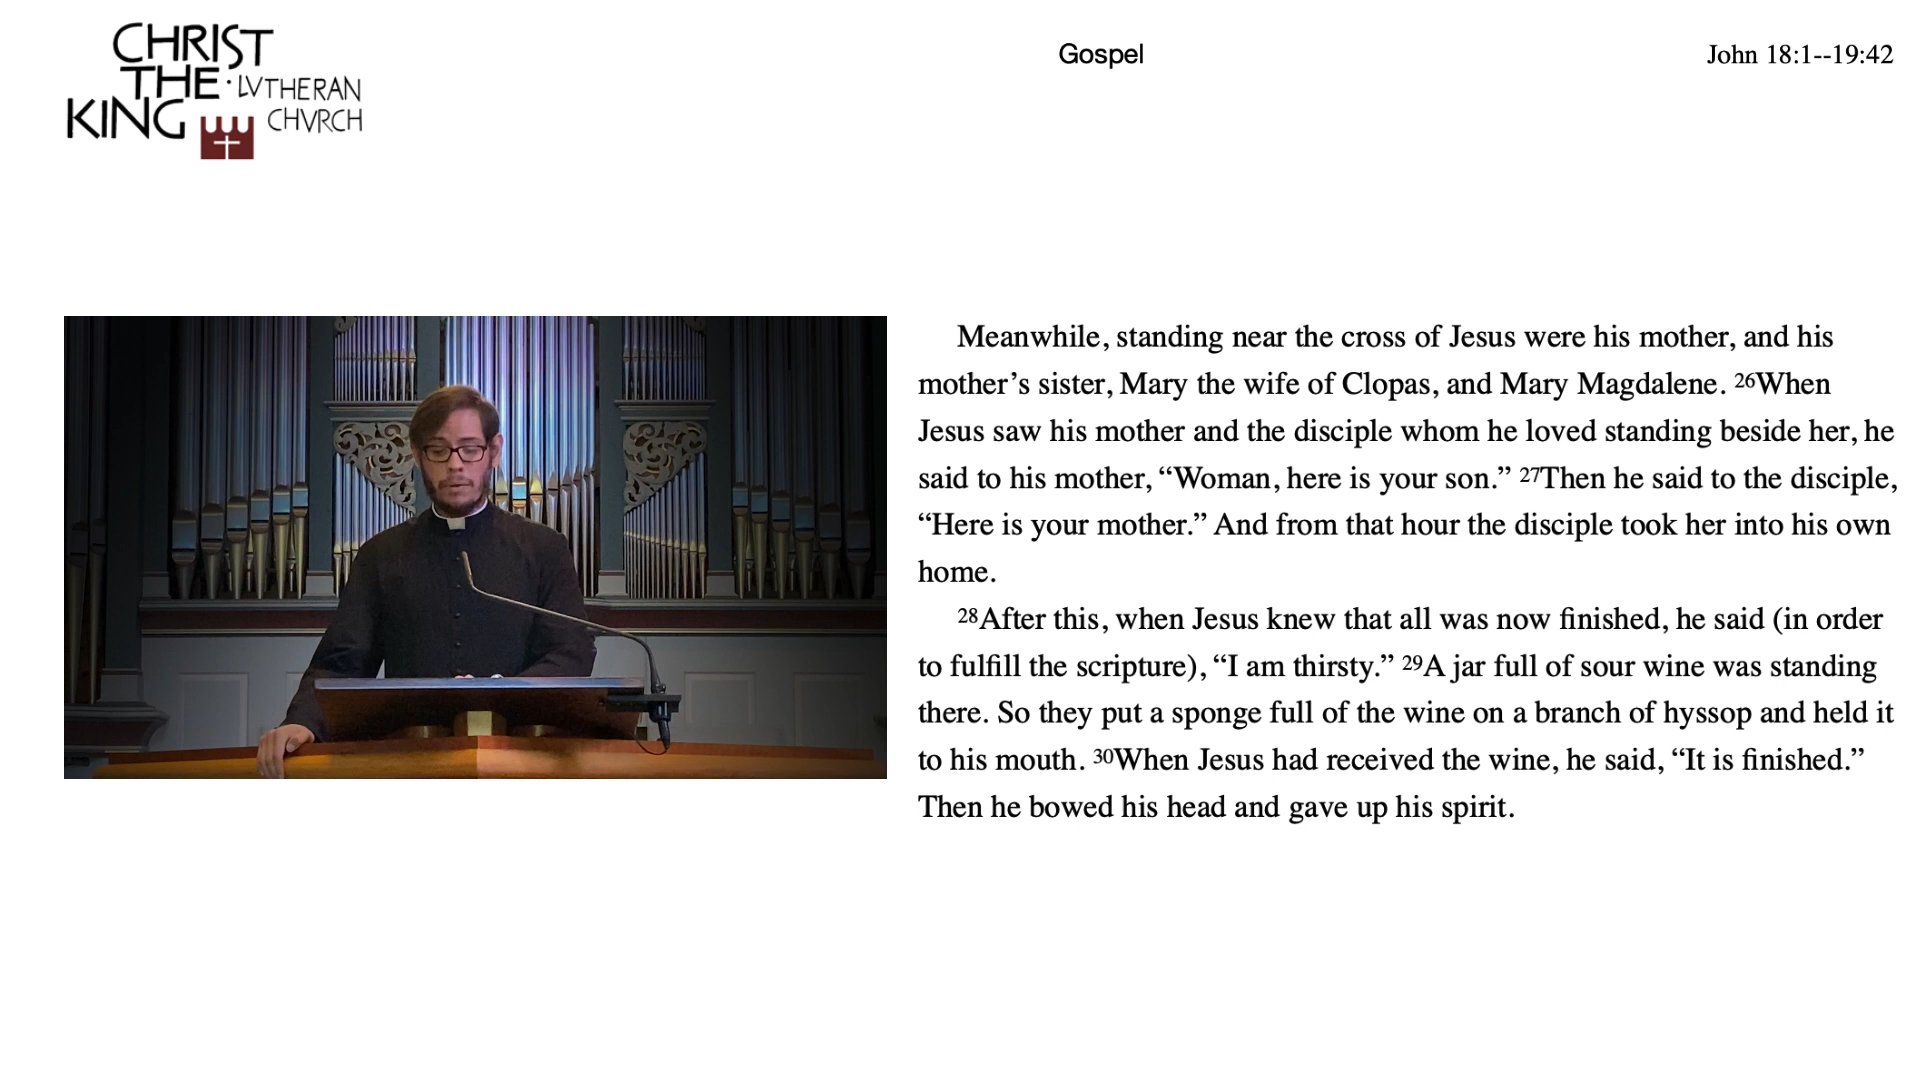 CHRIST
THE · LVTHERAN
KING CHVRCH
Gospel
John 18:1--19:42
Meanwhile, standing near the cross of Jesus were his mother, and his
mother’s sister, Mary the wife of Clopas, and Mary Magdalene. 26When
Jesus saw his mother and the disciple whom he loved standing beside her, he
said to his mother, “Woman, here is your son.” 27Then he said to the disciple,
“Here is your mother.” And from that hour the disciple took her into his own
home.
28After this, when Jesus knew that all was now finished, he said (in order
to fulfill the scripture), “I am thirsty.” 29A jar full of sour wine was standing
there. So they put a sponge full of the wine on a branch of hyssop and held it
to his mouth. 30When Jesus had received the wine, he said, “It is finished.”
Then he bowed his head and gave up his spirit.